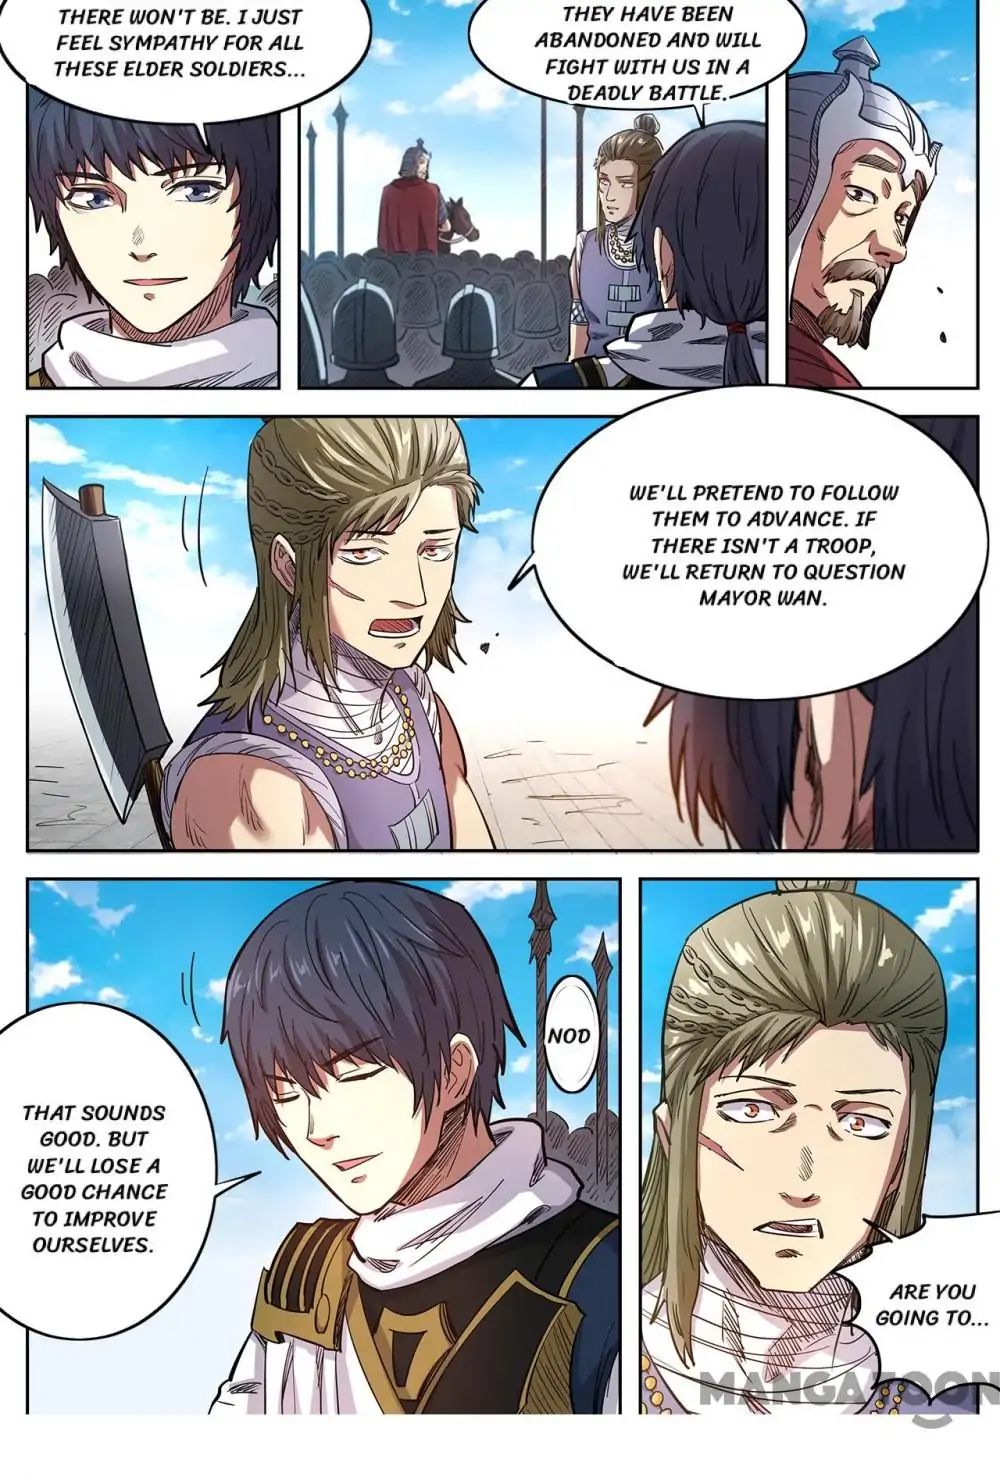 THERE WON'T BE. I JUST
FEEL SYMPATHY FOR ALL
THESE ELDER SOLDIERS...
THEY HAVE BEEN
ABANDONED AND WILL
FIGHT WITH US IN A
DEADLY BATTLE.
WE'LL PRETEND TO FOLLOW
THEM TO ADVANCE. IF
THERE ISN'T A TROOP,
WE'LL RETURN TO QUESTION
MAYOR WAN.
NOD
THAT SOUNDS
GOOD. BUT
WE'LL LOSE A
GOOD CHANCE
TO IMPROVE
OURSELVES.
ARE YOU
GOING TO...
MANGATOON